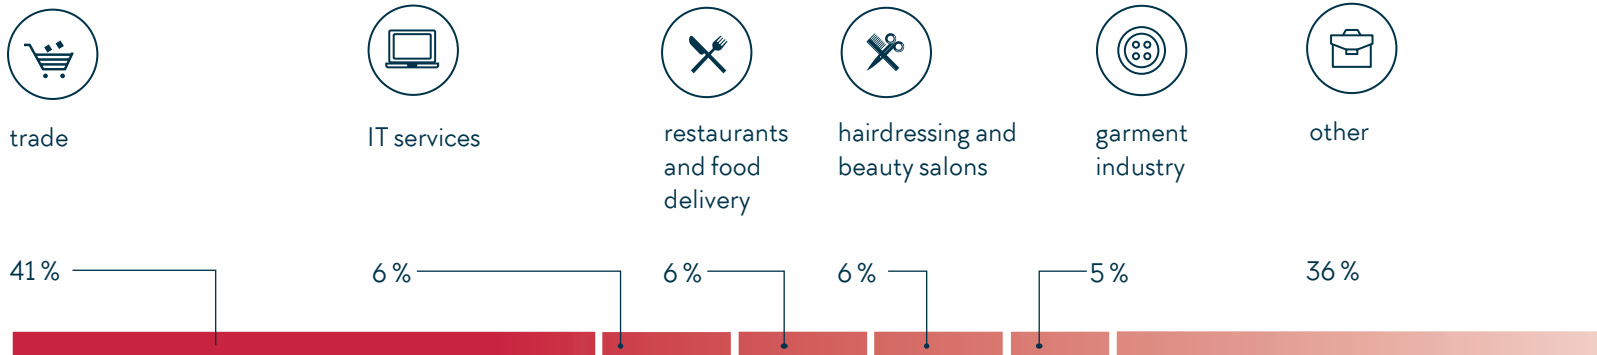 trade
IT services
restaurants
and food
delivery
hairdressing and
beauty salons
garment
industry
other
41 %
6 %
6 %
6 %
5 %
36 %